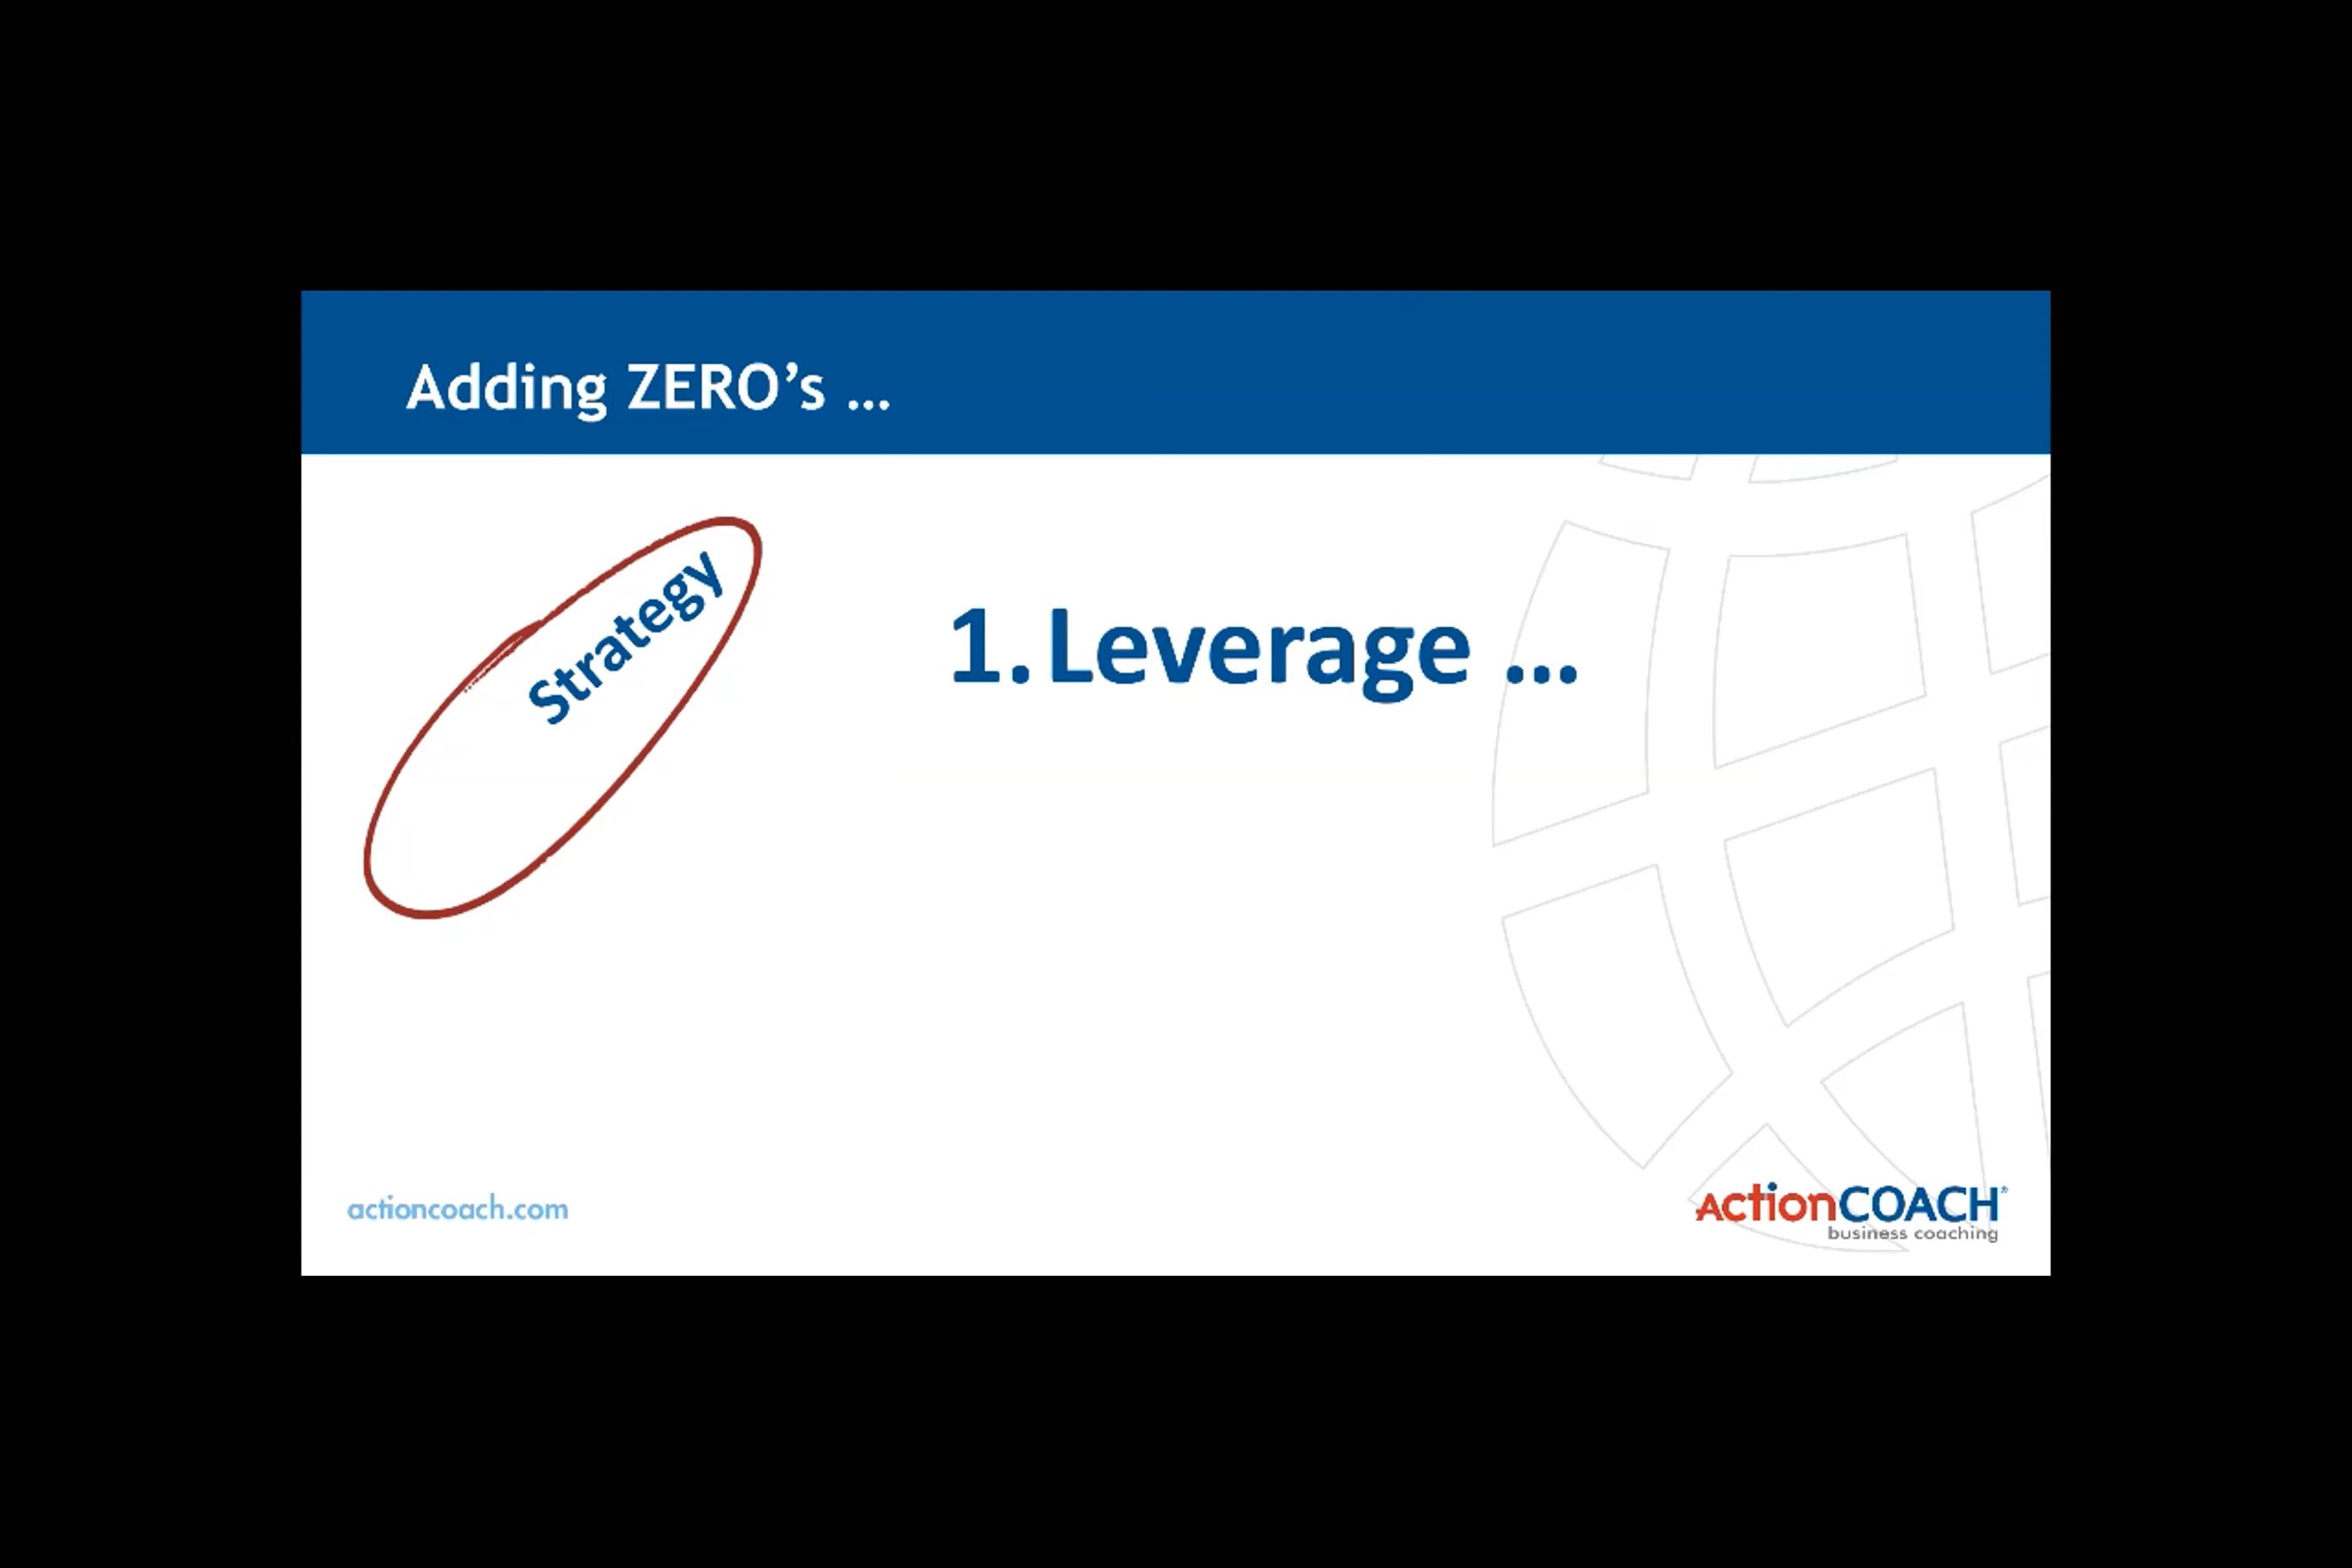 Adding ZERO’s ...
Strategy
1. Leverage ...
actioncoach.com
ActionCOACH®
business coaching